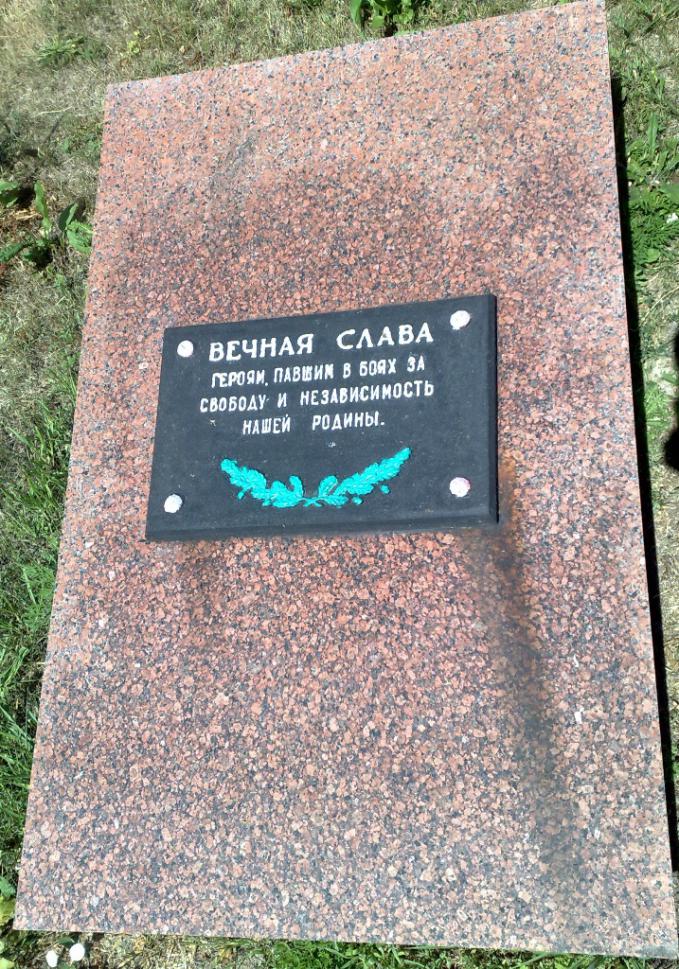 ВЕЧНАЯ СЛАВА
ГЕРОЯМ, ПАВШИМ В БОЯХ ЗА
СВОБОДУ И НЕЗАВИСИМОСТЬ
НАШЕЙ РОДИНЫ.